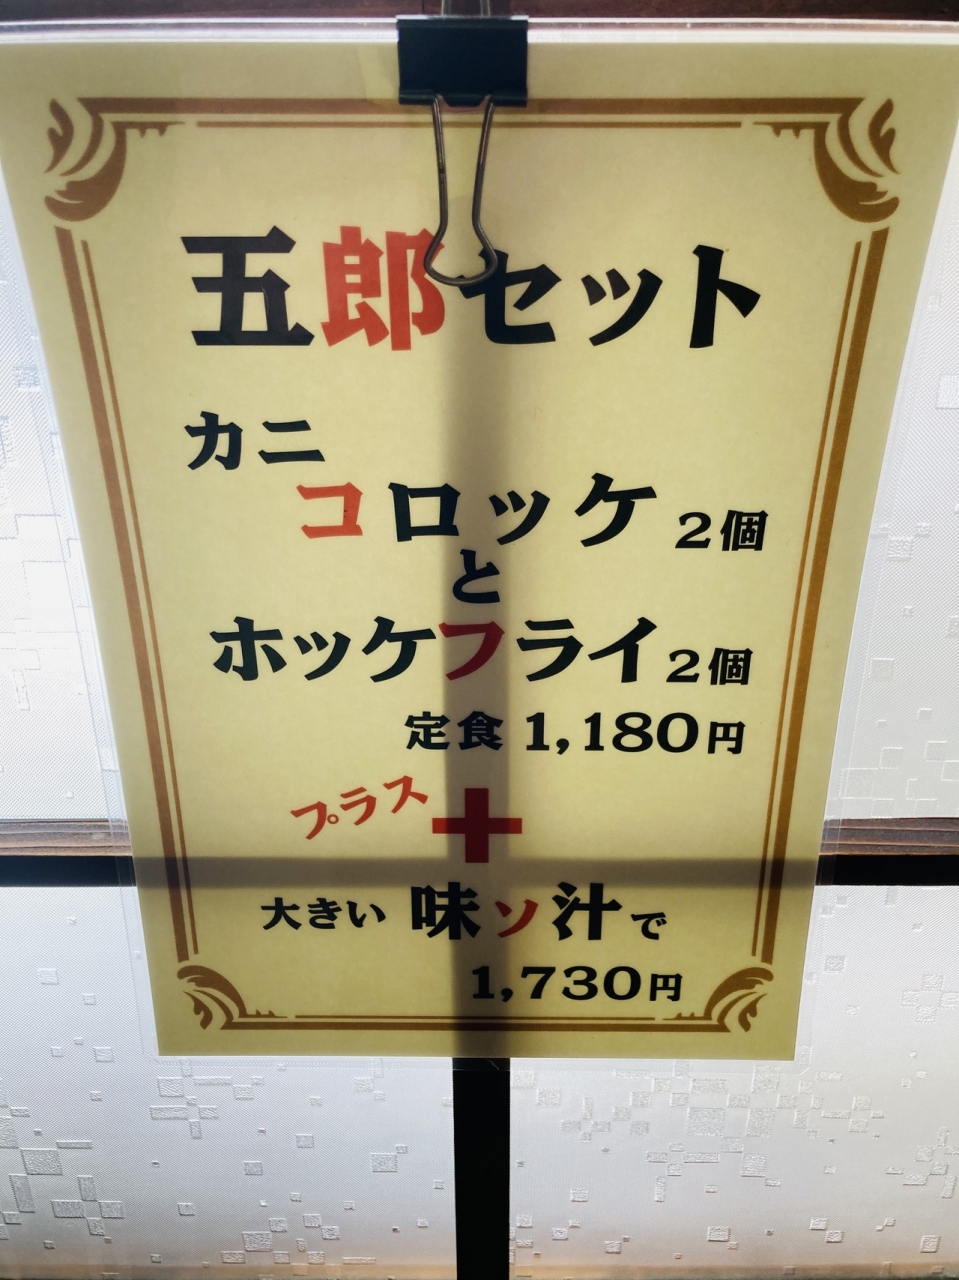 五郎セット
カニ
コロッケ 2個
と
ホッケフライ 2個
定食 1,180円
プラス +
大きい 味ソ汁で
1,730円